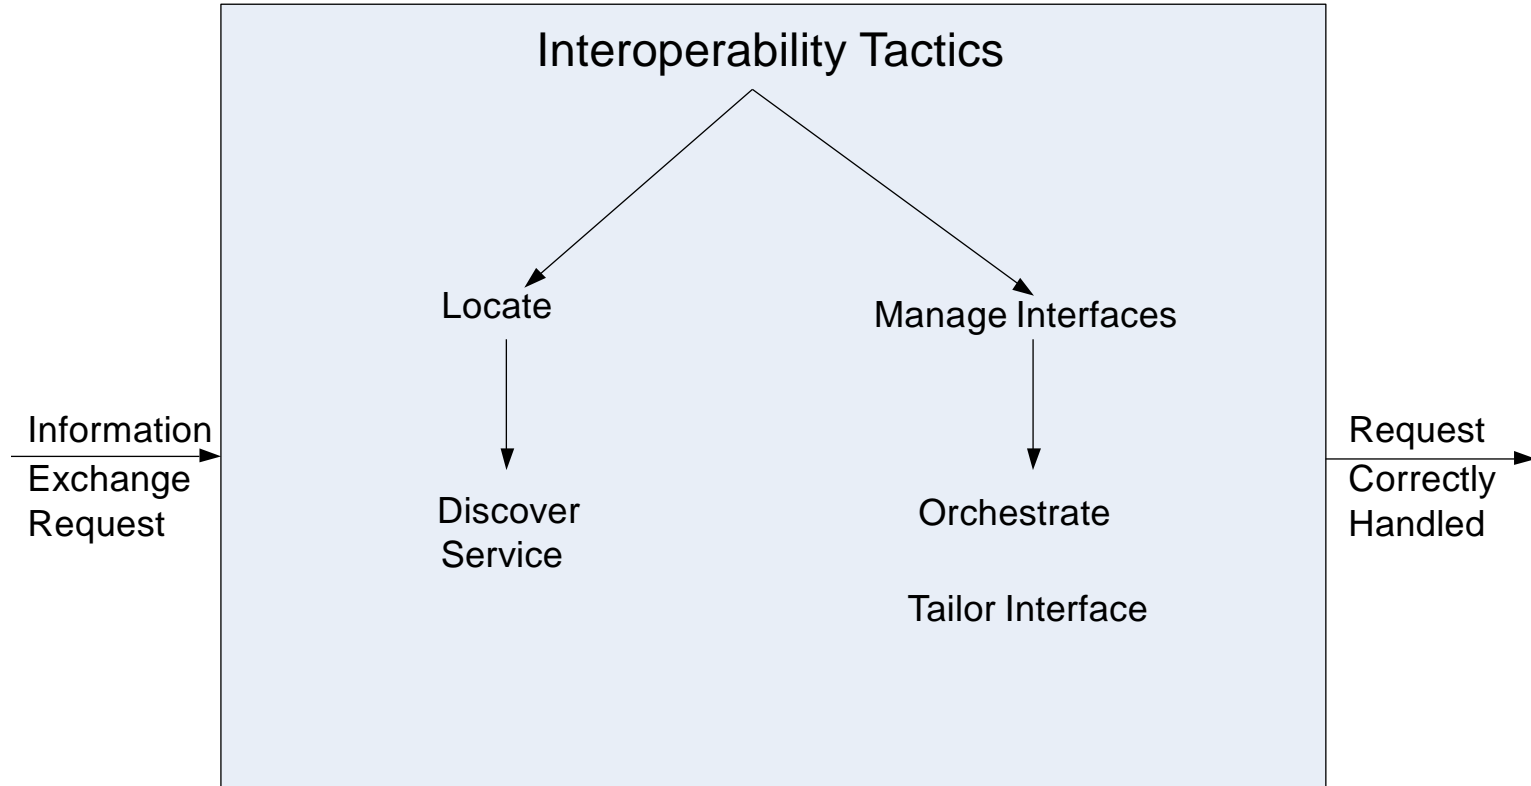 Interoperability Tactics
Locate
Manage Interfaces
Information
Exchange
Request
Discover
Service
Orchestrate
Tailor Interface
Request
Correctly
Handled